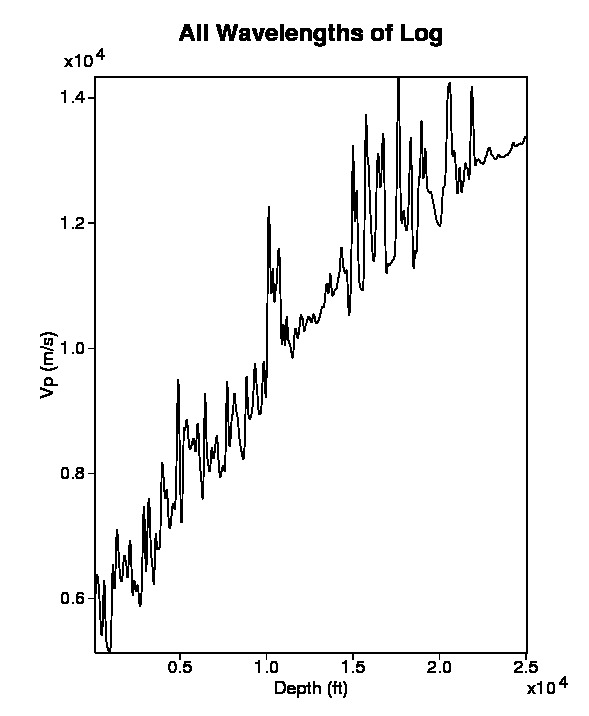 All Wavelengths of Log
x10^4
1.4
1.2
1.0
0.8
0.6
Vp (m/s)
0.5 1.0 1.5 2.0 2.5
Depth (ft)
x10^4